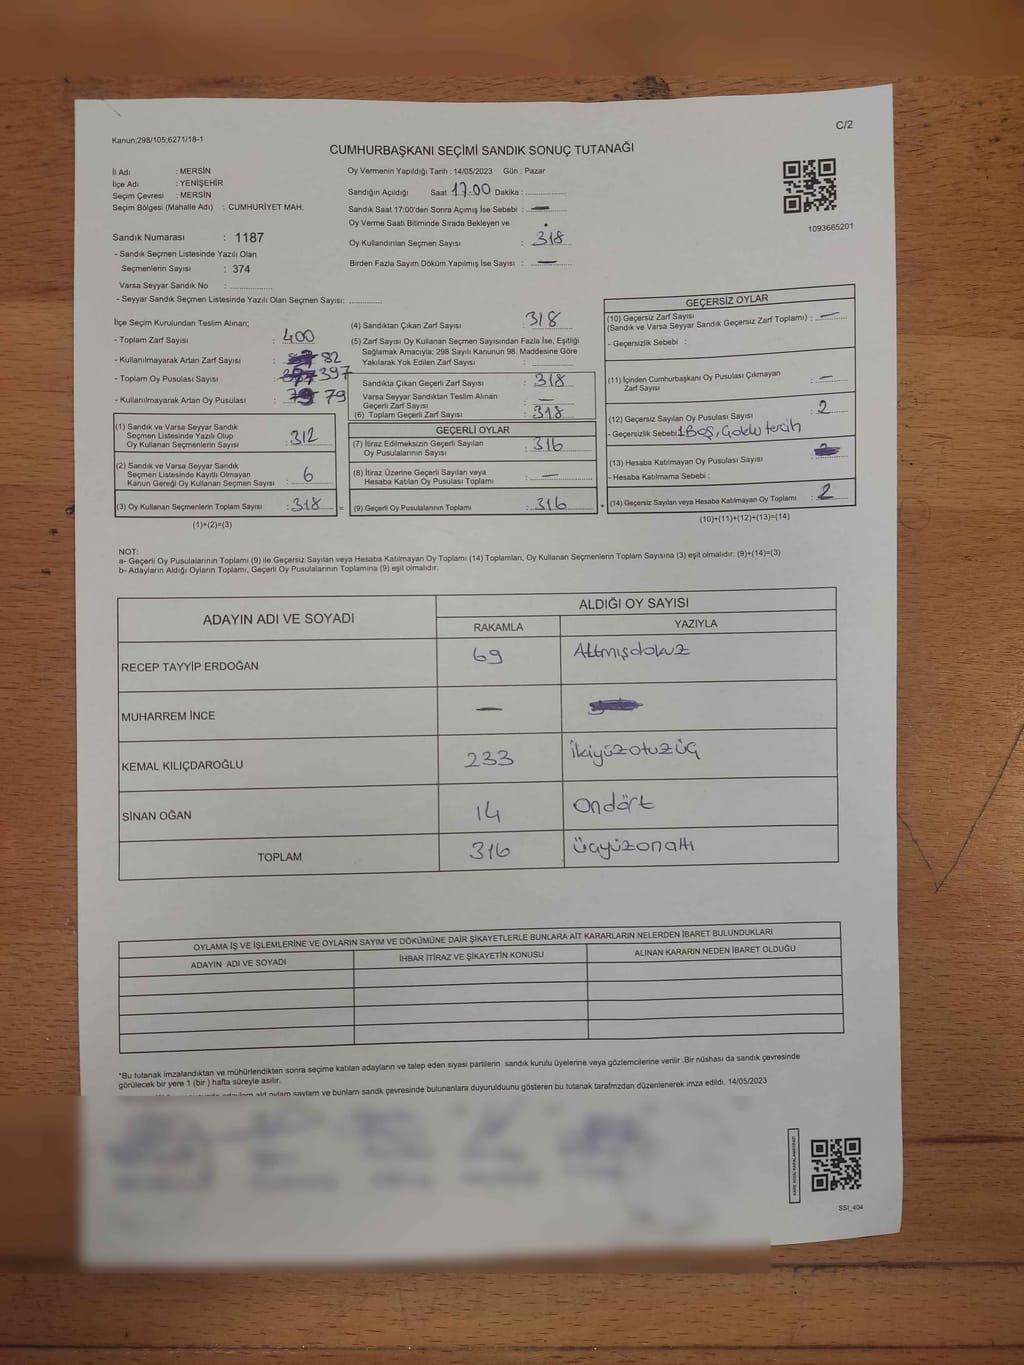 Kanun;298/105;6271/18-1
C/2
CUMHURBAŞKANI SEÇİMİ SANDIK SONUÇ TUTANAĞI
İl Adı : MERSİN
İlçe Adı : YENİŞEHİR
Seçim Çevresi : MERSİN
Seçim Bölgesi (Mahalle Adı) : CUMHURİYET MAH.
Sandık Numarası : 1187
- Sandık Seçmen Listesinde Yazılı Olan
Seçmenlerin Sayısı : 374
Varsa Seyyar Sandık No : ..................
- Seyyar Sandık Seçmen Listesinde Yazılı Olan Seçmen Sayısı: ..............
Oy Vermenin Yapıldığı Tarih : 14/05/2023 Gün : Pazar
Sandığın Açıldığı Saat 17.00 Dakika : ................
Sandık Saat 17:00'den Sonra Açımış İse Sebebi : —
Oy Verme Saati Bitiminde Sırada Bekleyen ve
Oy Kullandırılan Seçmen Sayısı : 318
Birden Fazla Sayım Döküm Yapılmış İse Sayısı : —
1093665201
İlçe Seçim Kurulundan Teslim Alınan;
- Toplam Zarf Sayısı : 400
- Kullanılmayarak Artan Zarf Sayısı : 82
- Toplam Oy Pusulası Sayısı : 397
- Kullanılmayarak Artan Oy Pusulası : 79
(1) Sandık ve Varsa Seyyar Sandık
Seçmen Listesinde Yazılı Olup
Oy Kullanan Seçmenlerin Sayısı : 312
(2) Sandık ve Varsa Seyyar Sandık
Seçmen Listesinde Kayıtlı Olmayan
Kanun Gereği Oy Kullanan Seçmen Sayısı : 6
(3) Oy Kullanan Seçmenlerin Toplam Sayısı : 318 =
(1)+(2)=(3)
(4) Sandıktan Çıkan Zarf Sayısı : 318
(5) Zarf Sayısı Oy Kullanan Seçmen Sayısından Fazla İse, Eşitliği
Sağlamak Amacıyla; 298 Sayılı Kanunun 98. Maddesine Göre
Yakılarak Yok Edilen Zarf Sayısı : ..............
Sandıkta Çıkan Geçerli Zarf Sayısı : 318
Varsa Seyyar Sandıktan Teslim Alınan
Geçerli Zarf Sayısı : —
(6) Toplam Geçerli Zarf Sayısı : 318
GEÇERLİ OYLAR
(7) İtiraz Edilmeksizin Geçerli Sayılan
Oy Pusulalarının Sayısı : 316
(8) İtiraz Üzerine Geçerli Sayılan veya
Hesaba Katılan Oy Pusulası Toplamı : —
(9) Geçerli Oy Pusulalarının Toplamı : 316 +
GEÇERSİZ OYLAR
(10) Geçersiz Zarf Sayısı
(Sandık ve Varsa Seyyar Sandık Geçersiz Zarf Toplamı) : —
- Geçersizlik Sebebi :
(11) İçinden Cumhurbaşkanı Oy Pusulası Çıkmayan
Zarf Sayısı : —
(12) Geçersiz Sayılan Oy Pusulası Sayısı : 2
- Geçersizlik Sebebi 1 Boş, Çoklu tercih
(13) Hesaba Katılmayan Oy Pusulası Sayısı :
- Hesaba Katılmama Sebebi :
(14) Geçersiz Sayılan veya Hesaba Katılmayan Oy Toplamı : 2
(10)+(11)+(12)+(13)=(14)
NOT:
a- Geçerli Oy Pusulalarının Toplamı (9) ile Geçersiz Sayılan veya Hesaba Katılmayan Oy Toplamı (14) Toplamları, Oy Kullanan Seçmenlerin Toplam Sayısına (3) eşit olmalıdır. (9)+(14)=(3)
b- Adayların Aldığı Oyların Toplamı, Geçerli Oy Pusulalarının Toplamına (9) eşit olmalıdır.
ADAYIN ADI VE SOYADI ALDIĞI OY SAYISI
RAKAMLA YAZIYLA
RECEP TAYYİP ERDOĞAN 69 Altmışdokuz
MUHARREM İNCE —
KEMAL KILIÇDAROĞLU 233 ikiyüzotuzüç
SİNAN OĞAN 14 ondört
TOPLAM 316 üçyüzonaltı
OYLAMA İŞ VE İŞLEMLERİNE VE OYLARIN SAYIM VE DÖKÜMÜNE DAİR ŞİKAYETLERLE BUNLARA AİT KARARLARIN NELERDEN İBARET BULUNDUKLARI
ADAYIN ADI VE SOYADI İHBAR İTİRAZ VE ŞİKAYETİN KONUSU ALINAN KARARIN NEDEN İBARET OLDUĞU
*Bu tutanak imzalandıktan ve mühürlendikten sonra seçime katılan adayların ve talep eden siyasi partilerin sandık kurulu üyelerine veya gözlemcilerine verilir .Bir nüshası da sandık çevresinde
görülecek bir yere 1 (bir ) hafta süreyle asılır.
ve bunların sandık çevresinde bulunanlara duyurulduunu gösteren bu tutanak tarafımzdan düzenlenerek imza edildi. 14/05/2023
SSI_404